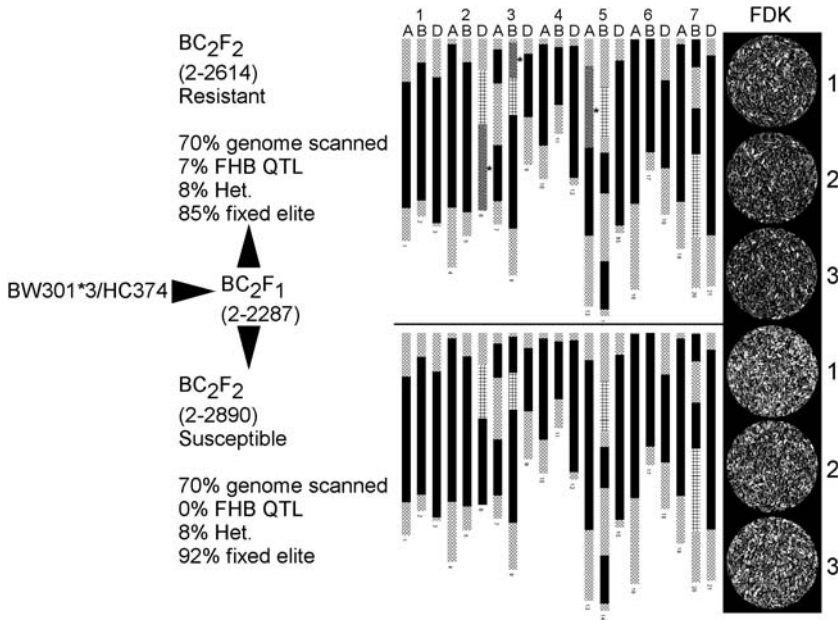 1 2 3 4 5 6 7 FDK
A B D A B D A B D A B D A B D A B D A B D
BC2F2
(2-2614)
Resistant
70% genome scanned
7% FHB QTL
8% Het.
85% fixed elite
BW301*3/HC374
BC2F1
(2-2287)
BC2F2
(2-2890)
Susceptible
70% genome scanned
0% FHB QTL
8% Het.
92% fixed elite
*
*
*
1
2
3
1
2
3